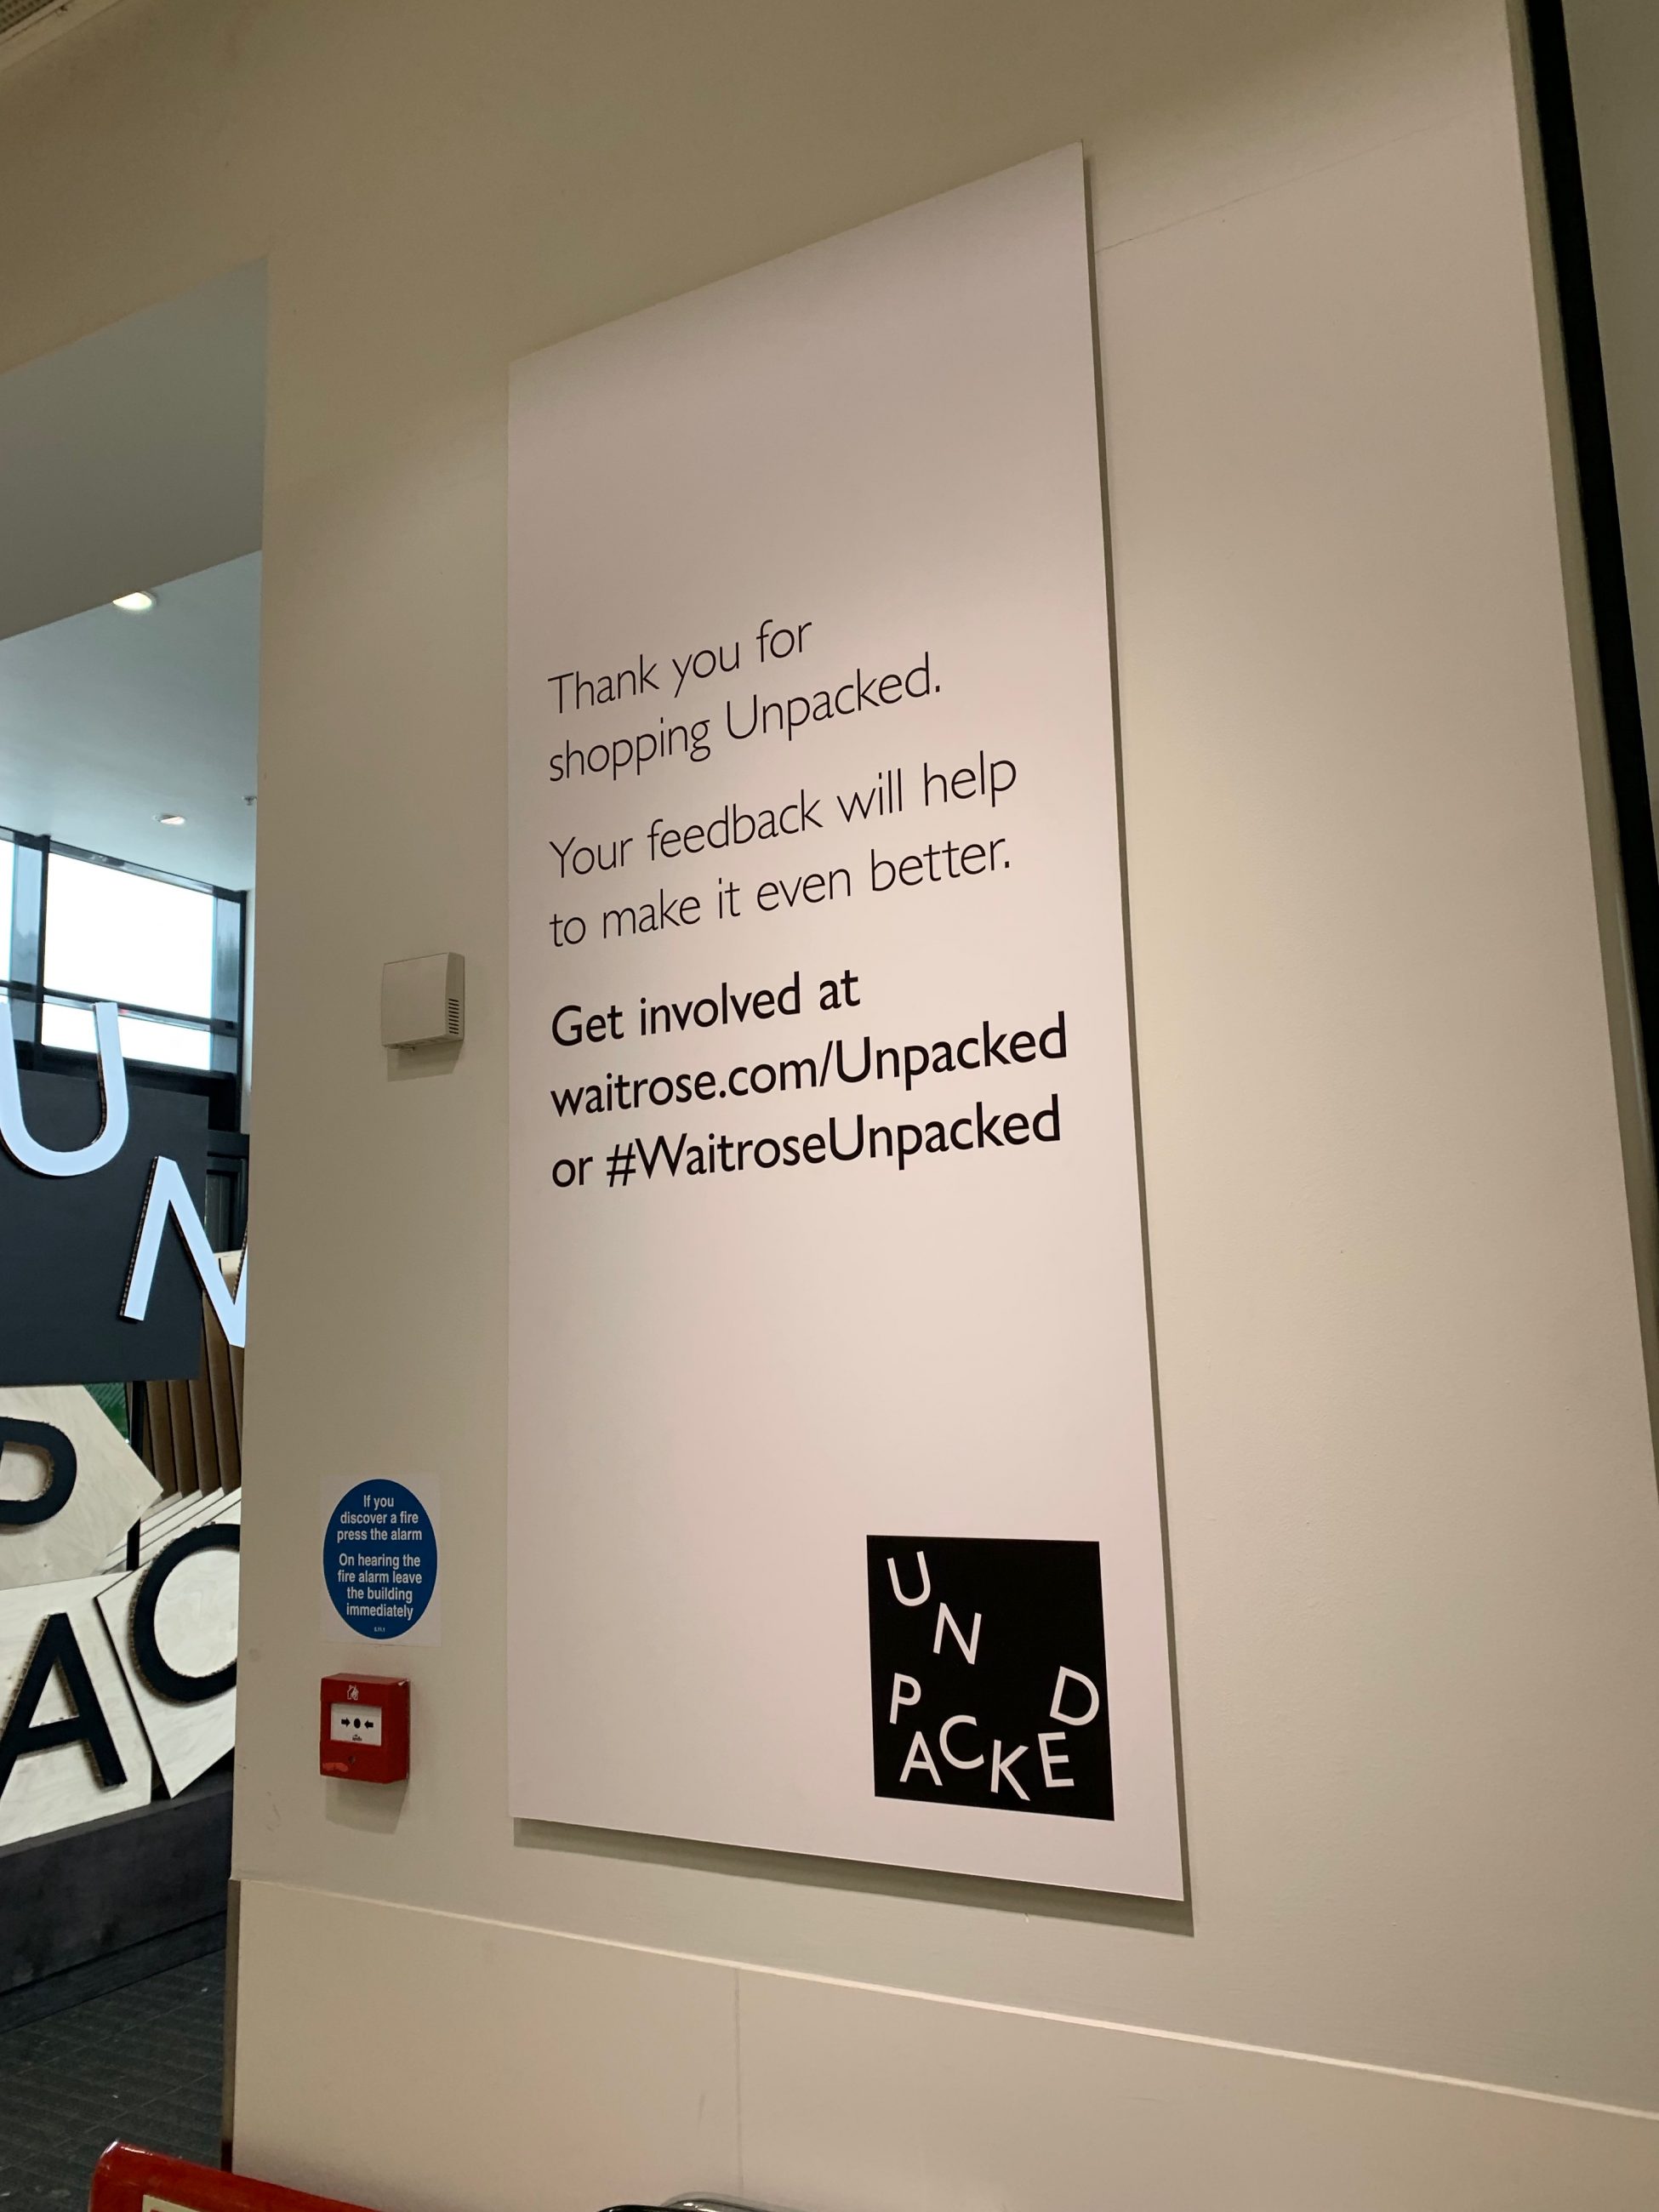 Thank you for
shopping Unpacked.
Your feedback will help
to make it even better.
Get involved at
waitrose.com/Unpacked
or #WaitroseUnpacked
U
N
P
A
C
If you
discover a fire
press the alarm
On hearing the
fire alarm leave
the building
immediately
UN
PACKED